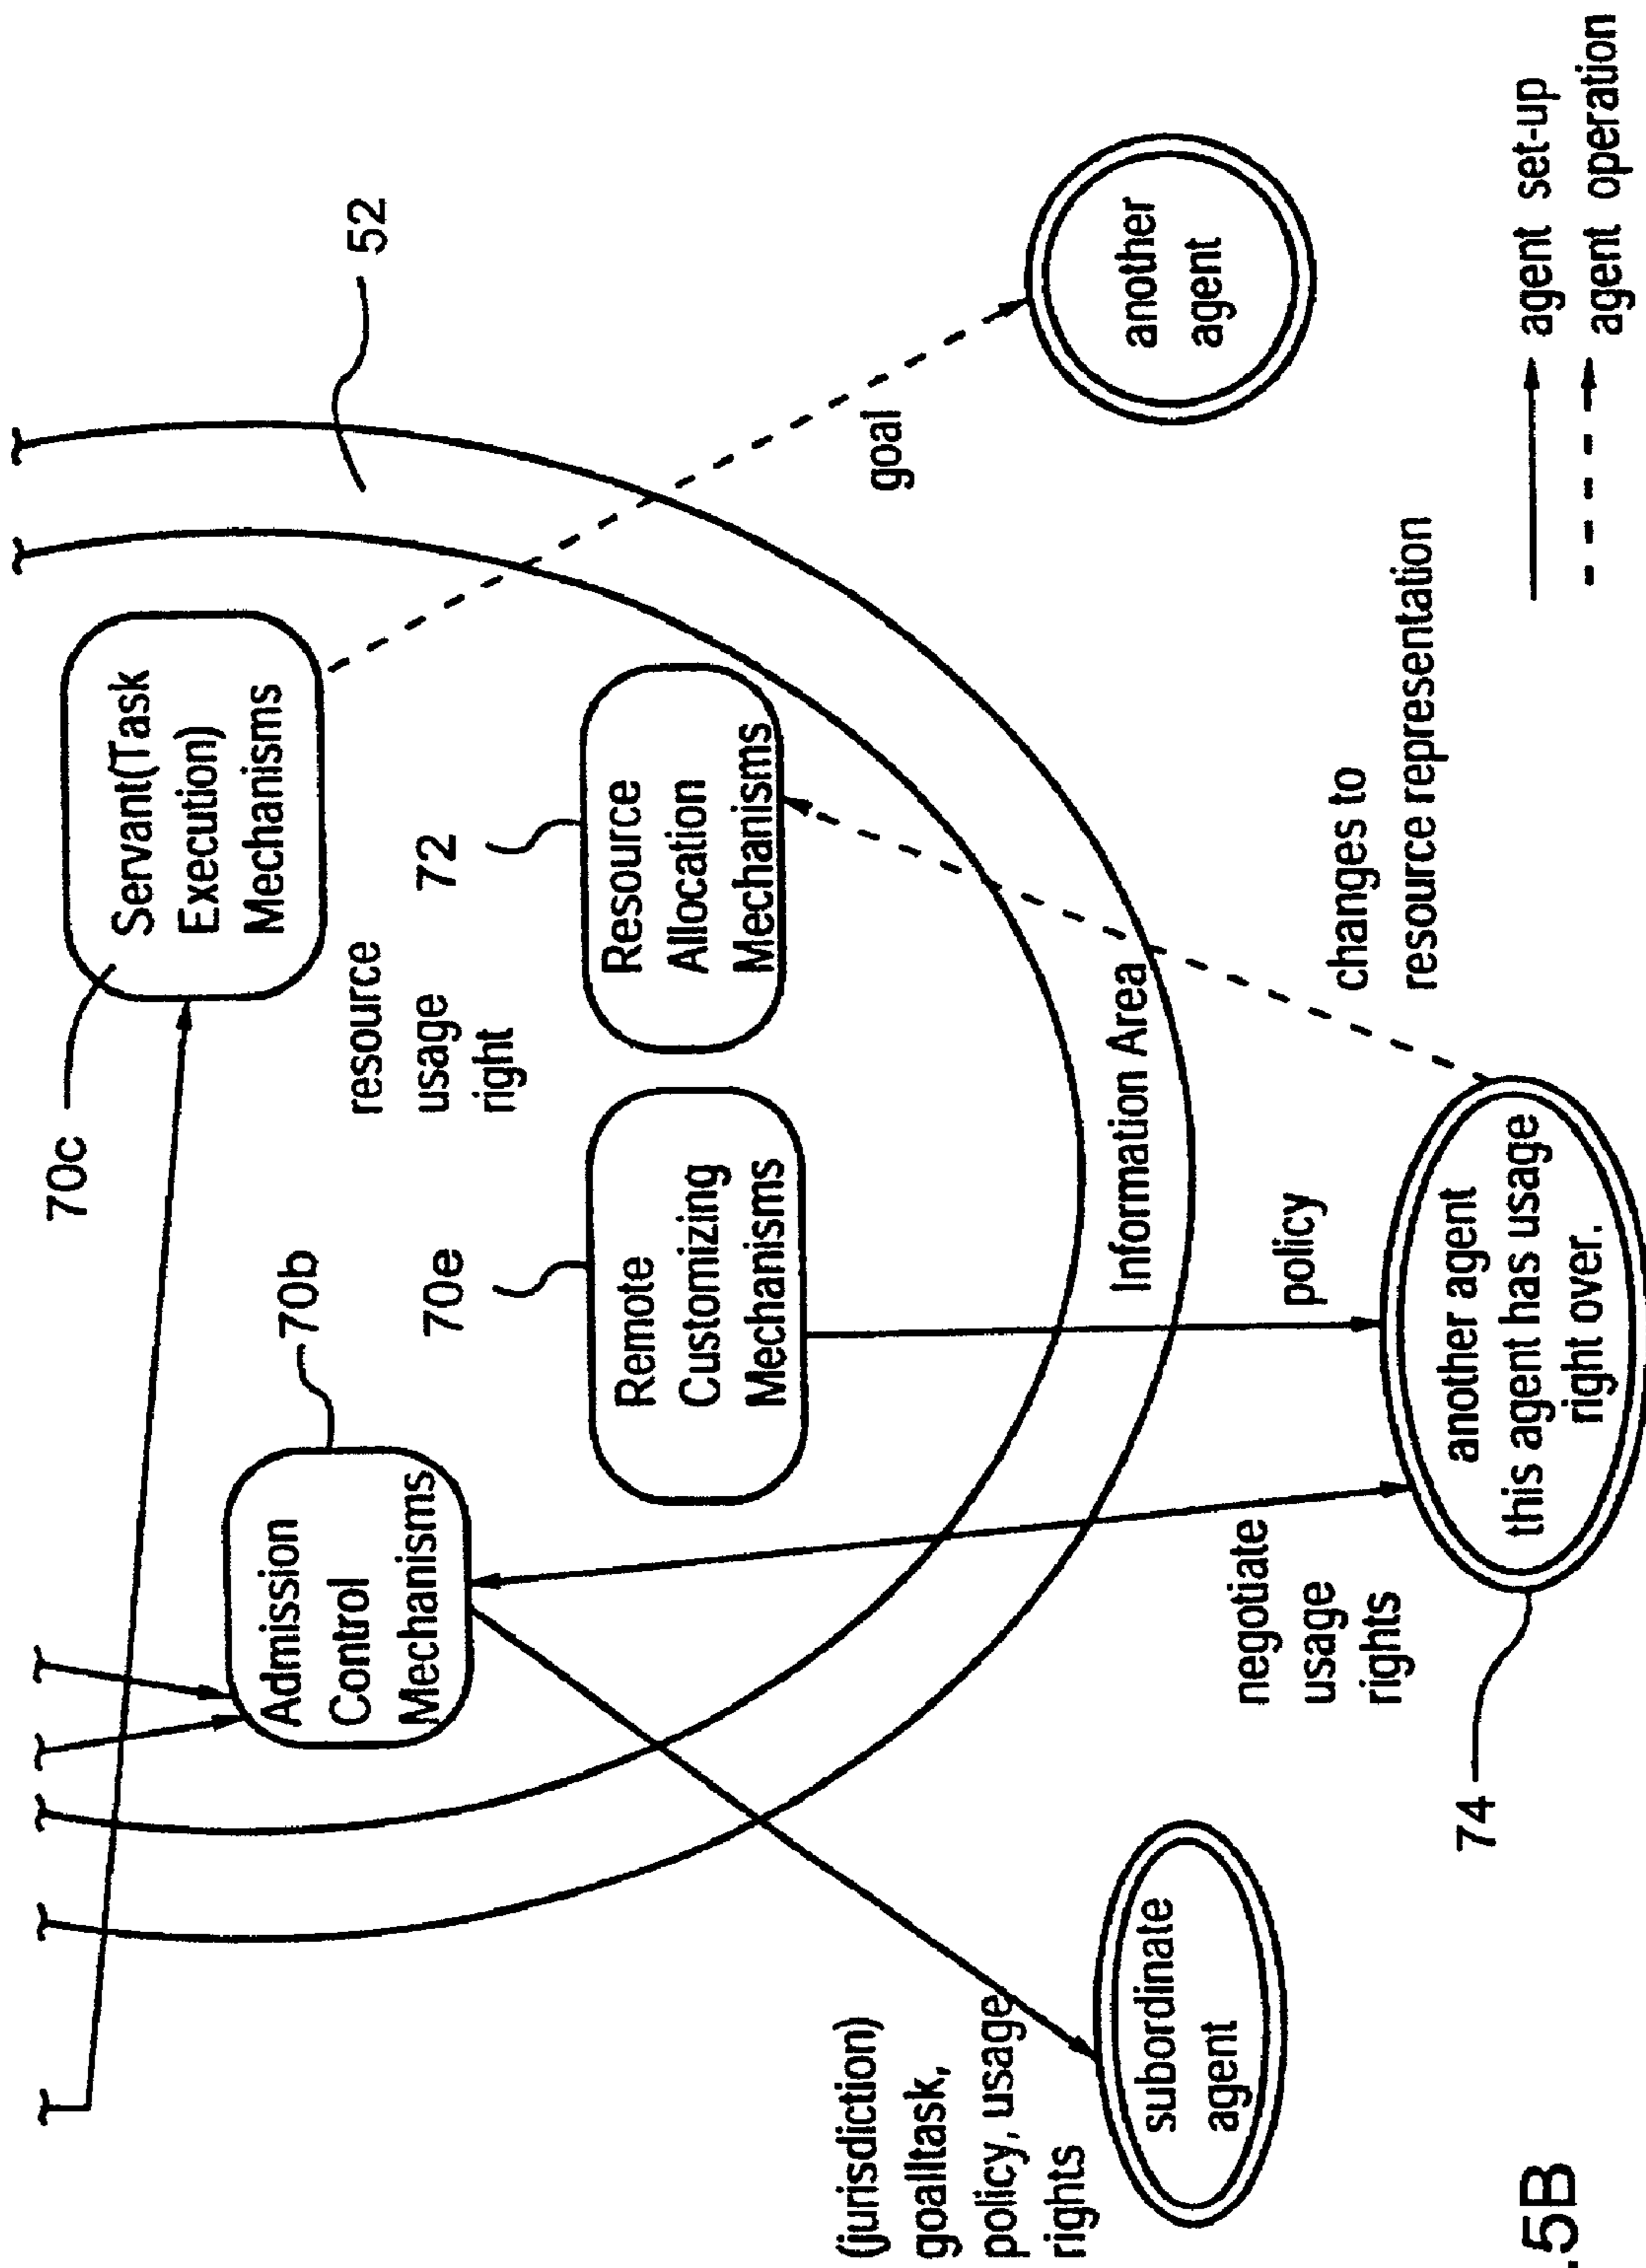 70c
Servant(Task
Execution)
Mechanisms
52
70b
Admission
Control
Mechanisms
resource
usage
right
72
70e
Remote
Customizing
Mechanisms
Resource
Allocation
Mechanisms
Information Area
goal
another
agent
(jurisdiction)
goalltask,
policy, usage
rights
subordinate
agent
negotiate
usage
rights
policy
changes to
resource representation
74
another agent
this agent has usage
right over.
agent set-up
agent operation
.5B